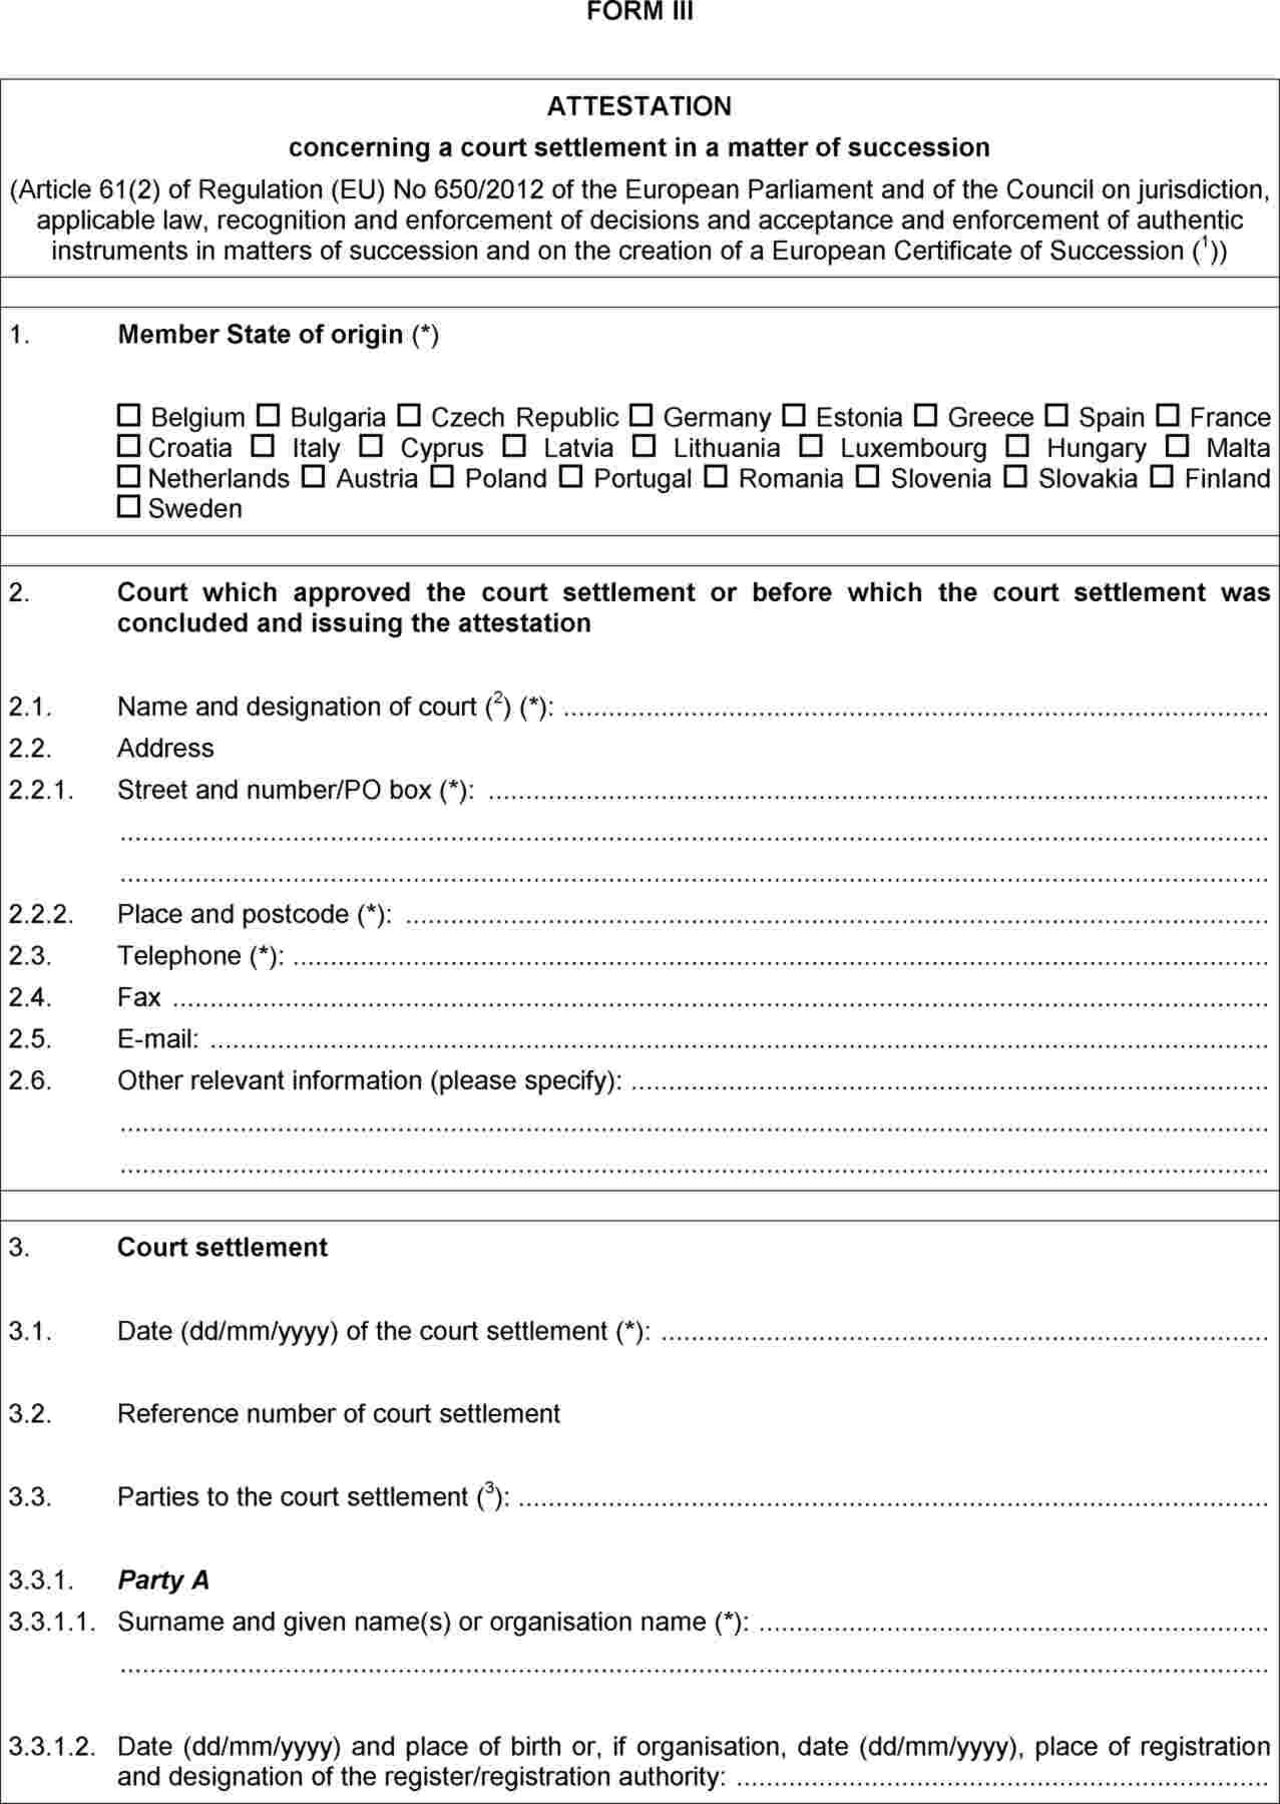 FORM III
ATTESTATION
concerning a court settlement in a matter of succession
(Article 61(2) of Regulation (EU) No 650/2012 of the European Parliament and of the Council on jurisdiction,
applicable law, recognition and enforcement of decisions and acceptance and enforcement of authentic
instruments in matters of succession and on the creation of a European Certificate of Succession (¹))
1. Member State of origin (*)
☐ Belgium ☐ Bulgaria ☐ Czech Republic ☐ Germany ☐ Estonia ☐ Greece ☐ Spain ☐ France
☐ Croatia ☐ Italy ☐ Cyprus ☐ Latvia ☐ Lithuania ☐ Luxembourg ☐ Hungary ☐ Malta
☐ Netherlands ☐ Austria ☐ Poland ☐ Portugal ☐ Romania ☐ Slovenia ☐ Slovakia ☐ Finland
☐ Sweden
2. Court which approved the court settlement or before which the court settlement was
concluded and issuing the attestation
2.1. Name and designation of court (²) (*): ..........
2.2. Address
2.2.1. Street and number/PO box (*): ..........
..........
..........
2.2.2. Place and postcode (*): ..........
2.3. Telephone (*): ..........
2.4. Fax ..........
2.5. E-mail: ..........
2.6. Other relevant information (please specify): ..........
..........
..........
3. Court settlement
3.1. Date (dd/mm/yyyy) of the court settlement (*): ..........
3.2. Reference number of court settlement
3.3. Parties to the court settlement (³): ..........
3.3.1. Party A
3.3.1.1. Surname and given name(s) or organisation name (*): ..........
..........
3.3.1.2. Date (dd/mm/yyyy) and place of birth or, if organisation, date (dd/mm/yyyy), place of registration
and designation of the register/registration authority: ..........